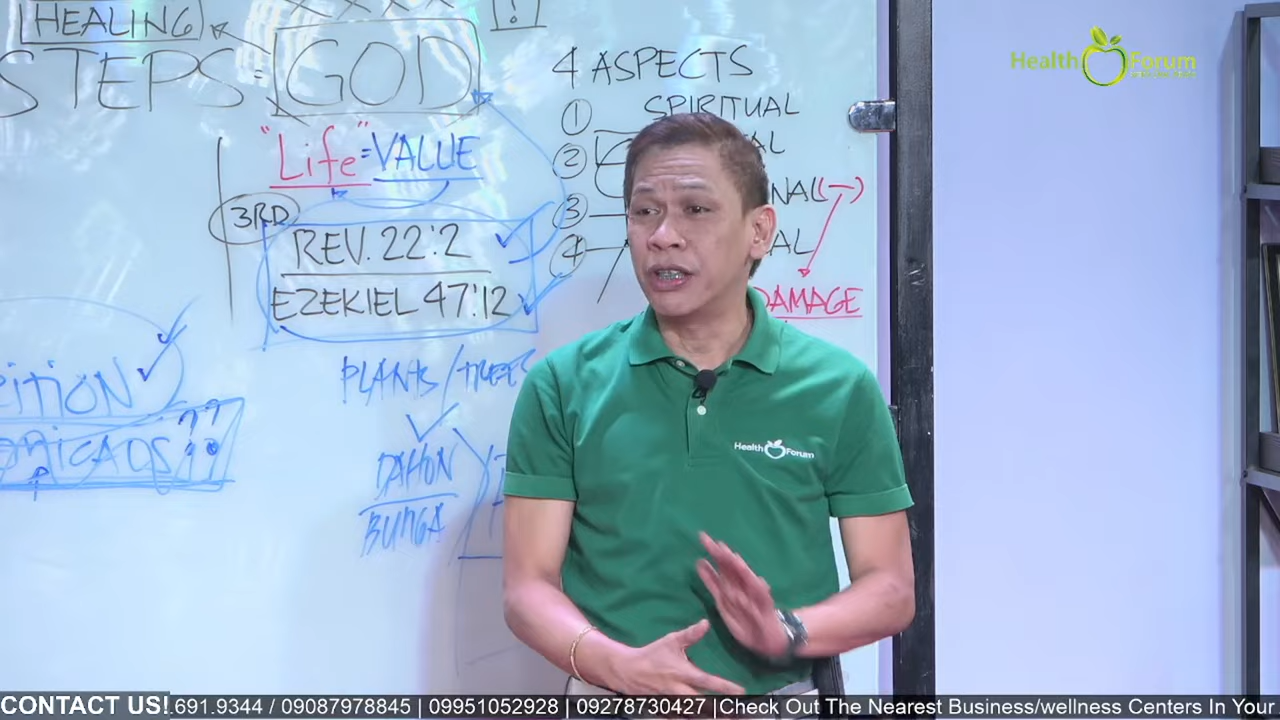 HEALING
STEPS = GOD
"Life" = VALUE
3RD
REV. 22:2
EZEKIEL 47:12
PLANTS / TREES
DAHON
BUNGA
4 ASPECTS
1 SPIRITUAL
2
3
4
DAMAGE
Health Forum
Health Forum
CONTACT US! .691.9344 / 09087978845 | 09951052928 | 09278730427 |Check Out The Nearest Business/wellness Centers In Your